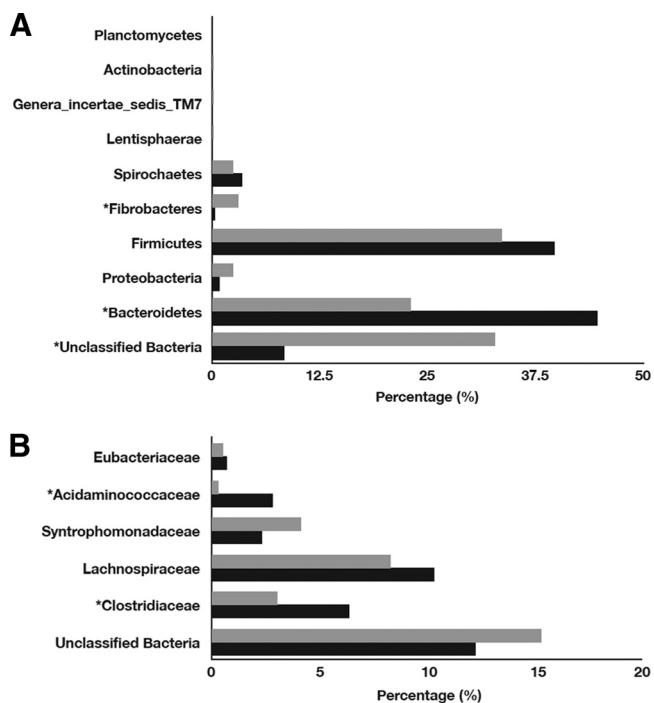 A
Planctomycetes
Actinobacteria
Genera_incertae_sedis_TM7
Lentisphaerae
Spirochaetes
*Fibrobacteres
Firmicutes
Proteobacteria
*Bacteroidetes
*Unclassified Bacteria
0 12.5 25 37.5 50
Percentage (%)
B
Eubacteriaceae
*Acidaminococcaceae
Syntrophomonadaceae
Lachnospiraceae
*Clostridiaceae
Unclassified Bacteria
0 5 10 15 20
Percentage (%)